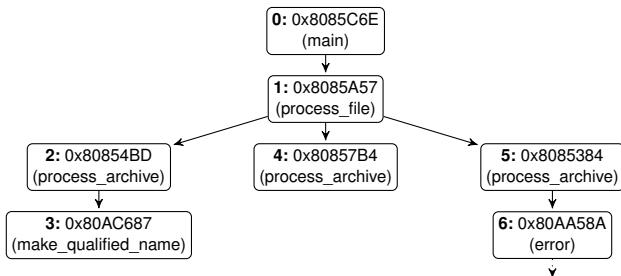 0: 0x8085C6E
(main)
1: 0x8085A57
(process_file)
2: 0x80854BD
(process_archive)
4: 0x80857B4
(process_archive)
5: 0x8085384
(process_archive)
3: 0x80AC687
(make_qualified_name)
6: 0x80AA58A
(error)